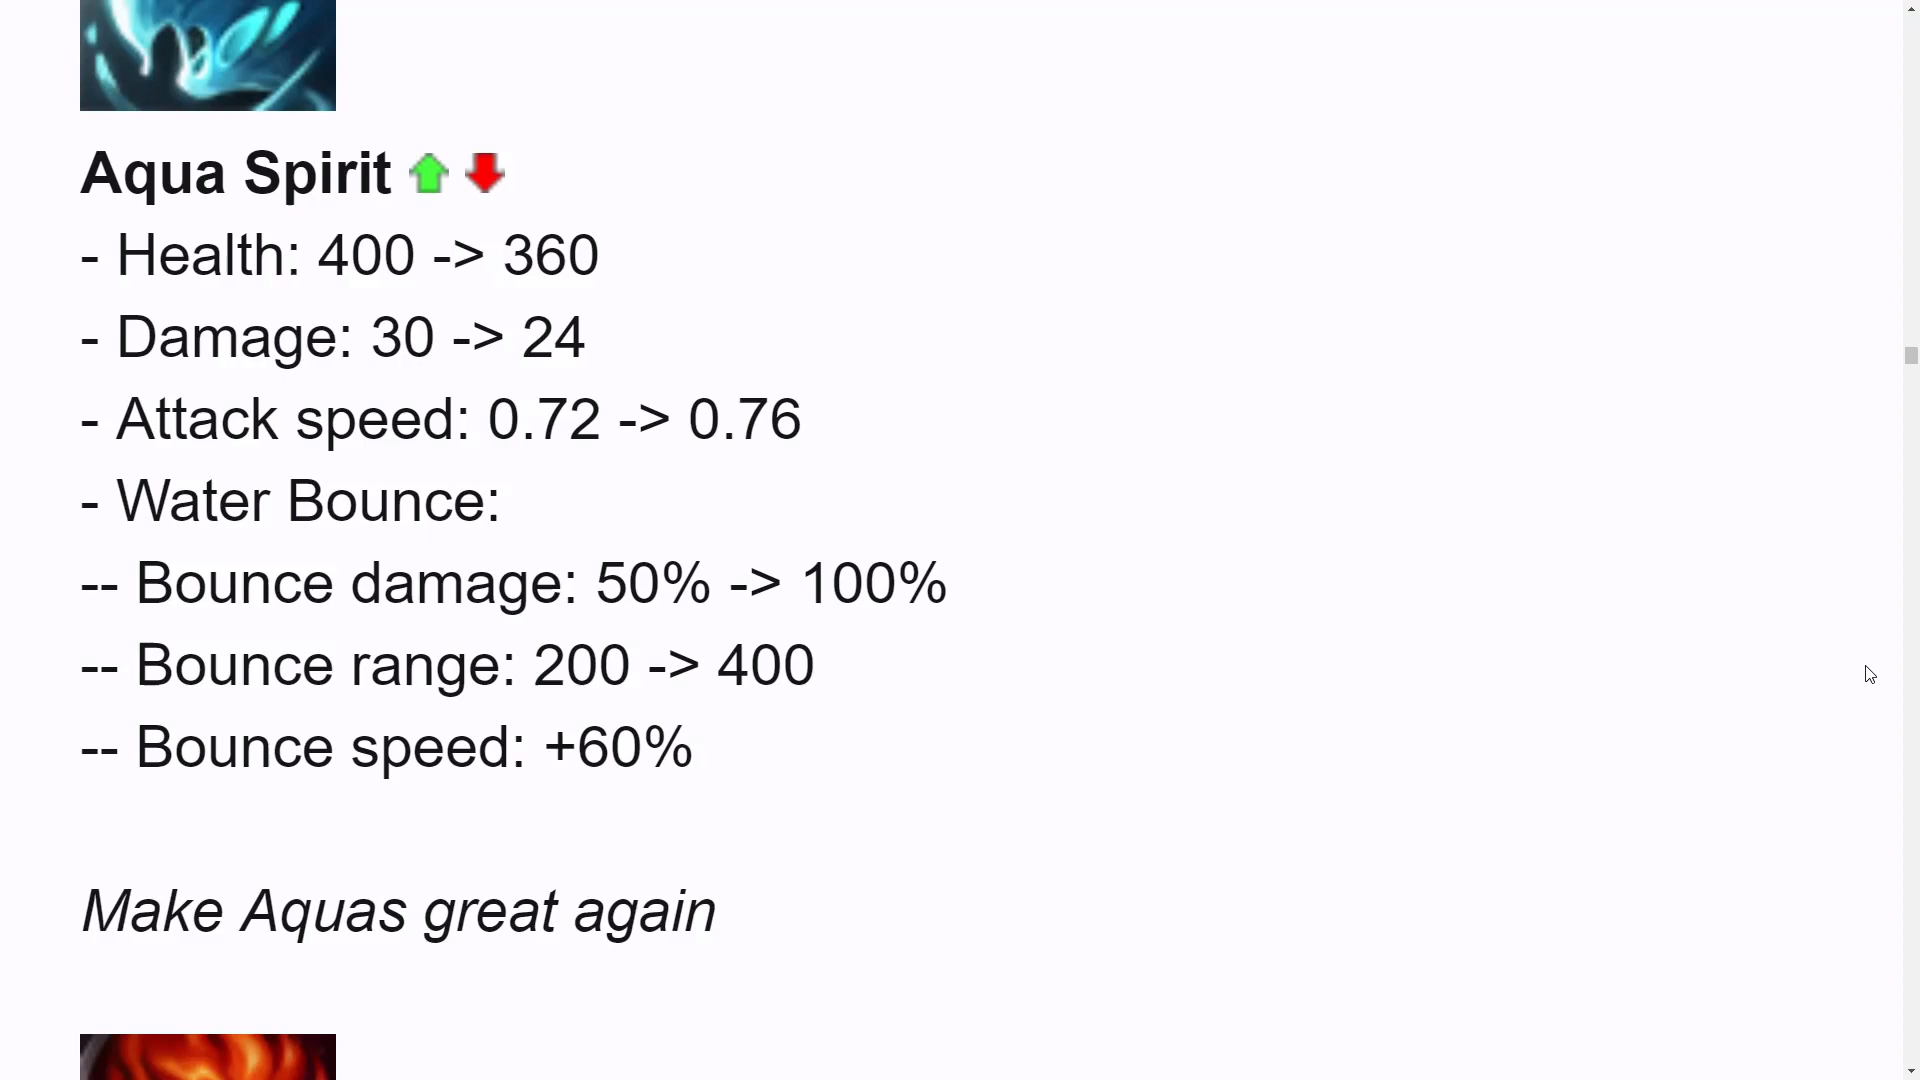 Aqua Spirit
- Health: 400 -> 360
- Damage: 30 -> 24
- Attack speed: 0.72 -> 0.76
- Water Bounce:
-- Bounce damage: 50% -> 100%
-- Bounce range: 200 -> 400
-- Bounce speed: +60%
Make Aquas great again